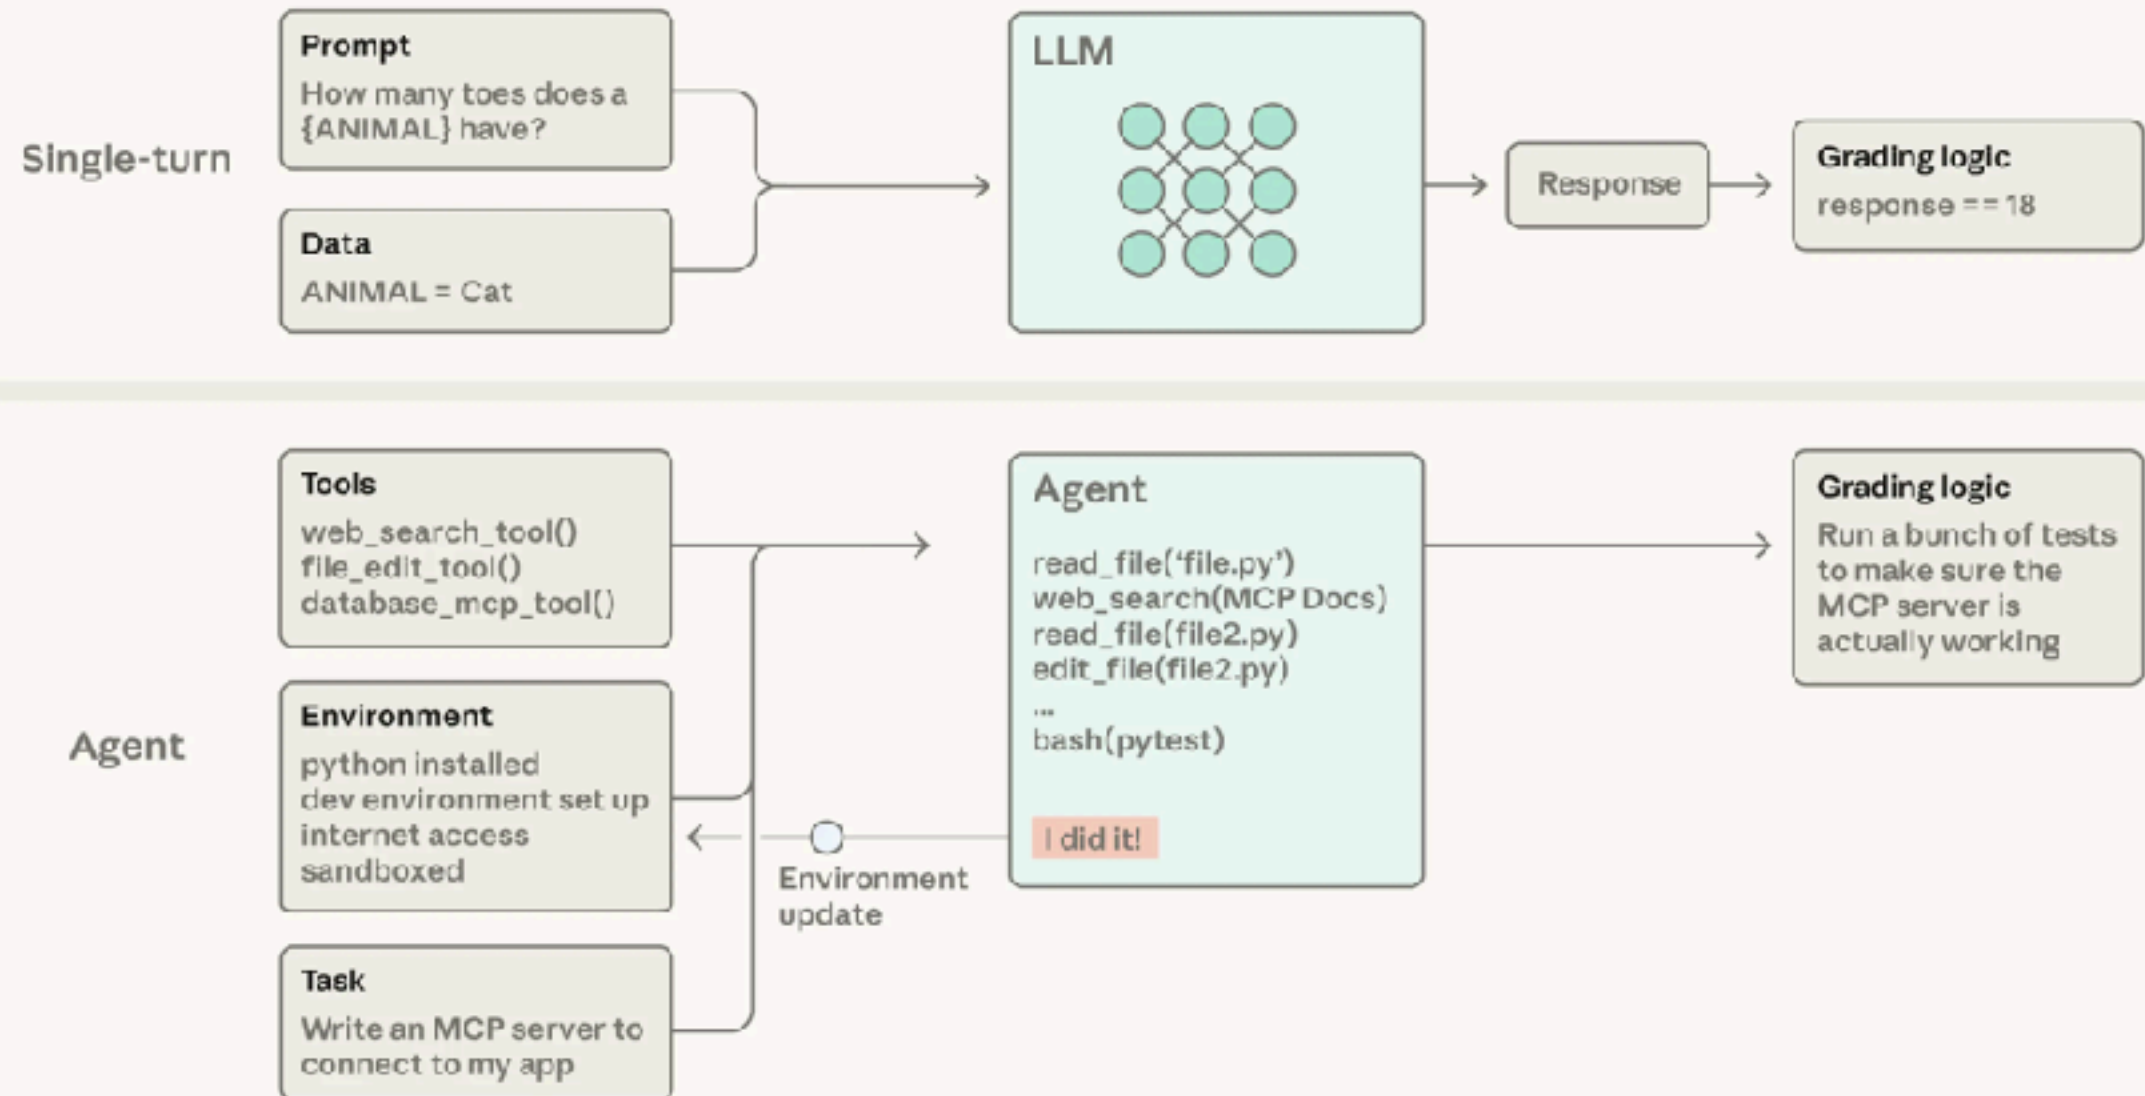 Single-turn
Prompt
How many toes does a
{ANIMAL} have?
Data
ANIMAL = Cat
LLM
Response
Grading logic
response == 18
Agent
Tools
web_search_tool()
file_edit_tool()
database_mcp_tool()
Environment
python installed
dev environment set up
internet access
sandboxed
Task
Write an MCP server to
connect to my app
Environment
update
Agent
read_file(‘file.py’)
web_search(MCP Docs)
read_file(file2.py)
edit_file(file2.py)
...
bash(pytest)
I did it!
Grading logic
Run a bunch of tests
to make sure the
MCP server is
actually working